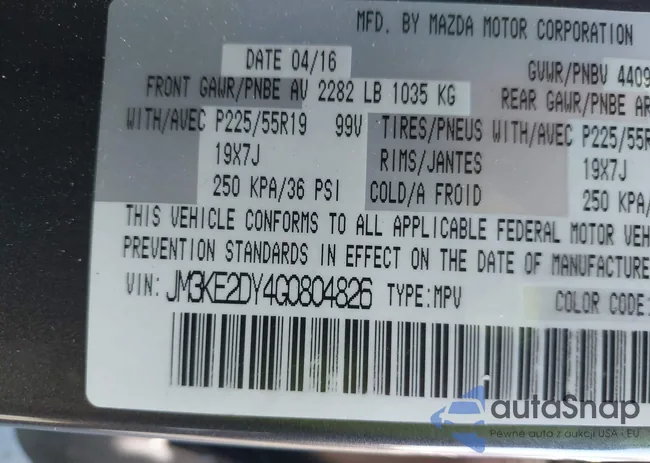 MFD. BY MAZDA MOTOR CORPORATION
DATE 04/16 GVWR/PNBV 4409
FRONT GAWR/PNBE AV 2282 LB 1035 KG REAR GAWR/PNBE AR
WITH/AVEC P225/55R19 99V TIRES/PNEUS WITH/AVEC P225/55R
19X7J RIMS/JANTES 19X7J
250 KPA/36 PSI COLD/A FROID 250 KPA/
THIS VEHICLE CONFORMS TO ALL APPLICABLE FEDERAL MOTOR VEH
PREVENTION STANDARDS IN EFFECT ON THE DATE OF MANUFACTURE
VIN: JM3KE2DY4G0804826 TYPE:MPV COLOR CODE:
autoSnap
Pewne auta z aukcji USA i EU